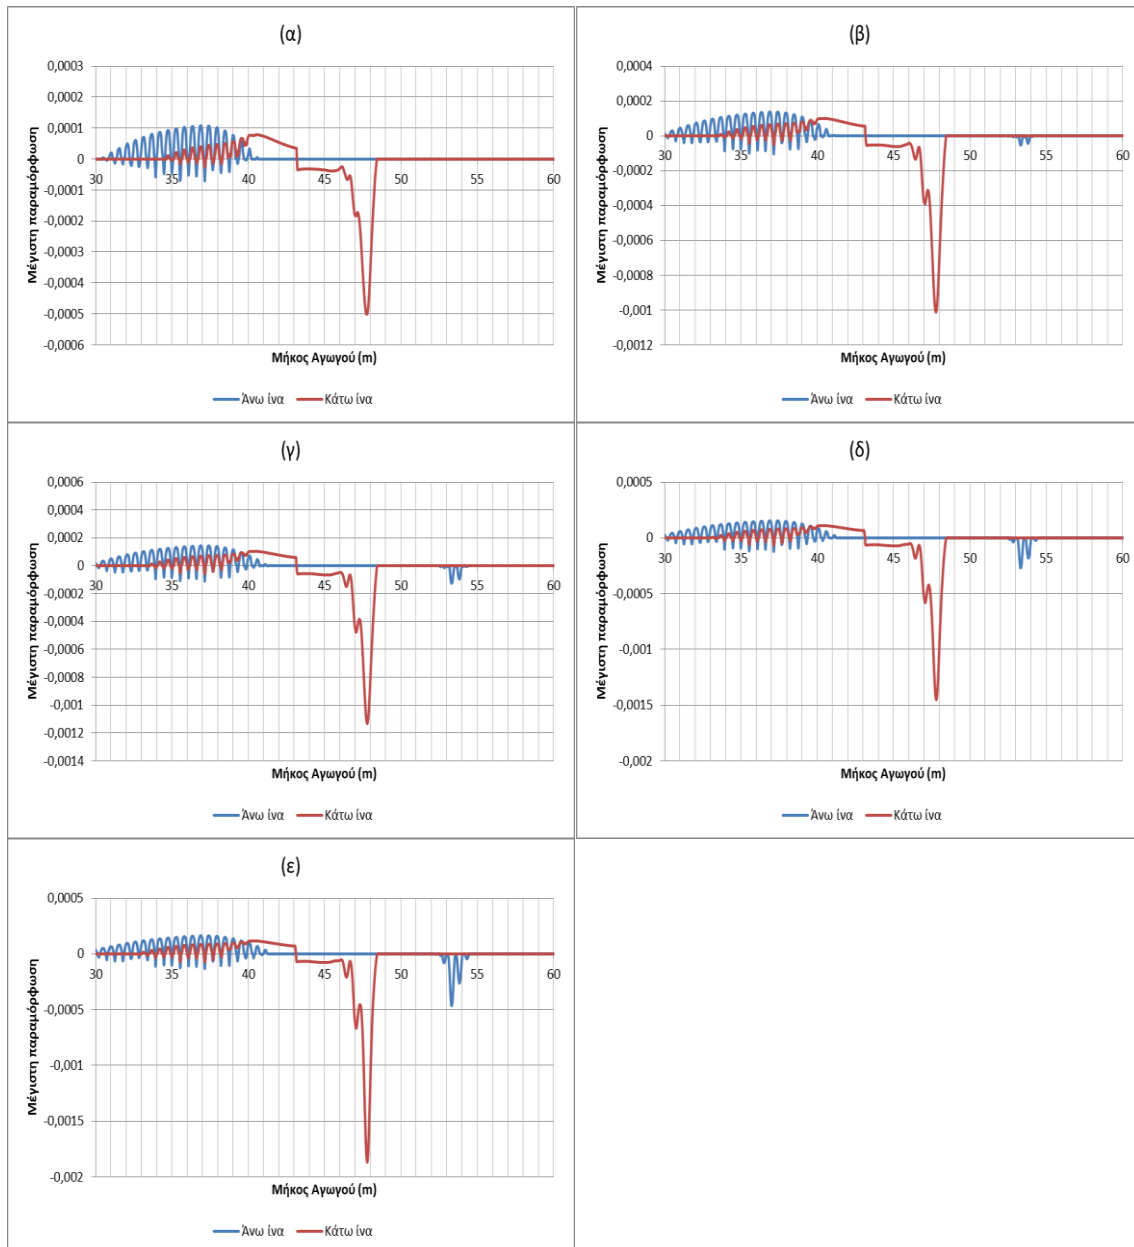 (α)
Μέγιστη παραμόρφωση
0,0003
0,0002
0,0001
0
-0,0001
-0,0002
-0,0003
-0,0004
-0,0005
-0,0006
30 35 40 45 50 55 60
Μήκος Αγωγού (m)
Άνω ίνα Κάτω ίνα
(β)
Μέγιστη παραμόρφωση
0,0004
0,0002
0
-0,0002
-0,0004
-0,0006
-0,0008
-0,001
-0,0012
30 35 40 45 50 55 60
Μήκος Αγωγού (m)
Άνω ίνα Κάτω ίνα
(γ)
Μέγιστη παραμόρφωση
0,0006
0,0004
0,0002
0
-0,0002
-0,0004
-0,0006
-0,0008
-0,001
-0,0012
-0,0014
30 35 40 45 50 55 60
Μήκος Αγωγού (m)
Άνω ίνα Κάτω ίνα
(δ)
Μέγιστη παραμόρφωση
0,0005
0
-0,0005
-0,001
-0,0015
-0,002
30 35 40 45 50 55 60
Μήκος Αγωγού (m)
Άνω ίνα Κάτω ίνα
(ε)
Μέγιστη παραμόρφωση
0,0005
0
-0,0005
-0,001
-0,0015
-0,002
30 35 40 45 50 55 60
Μήκος Αγωγού (m)
Άνω ίνα Κάτω ίνα